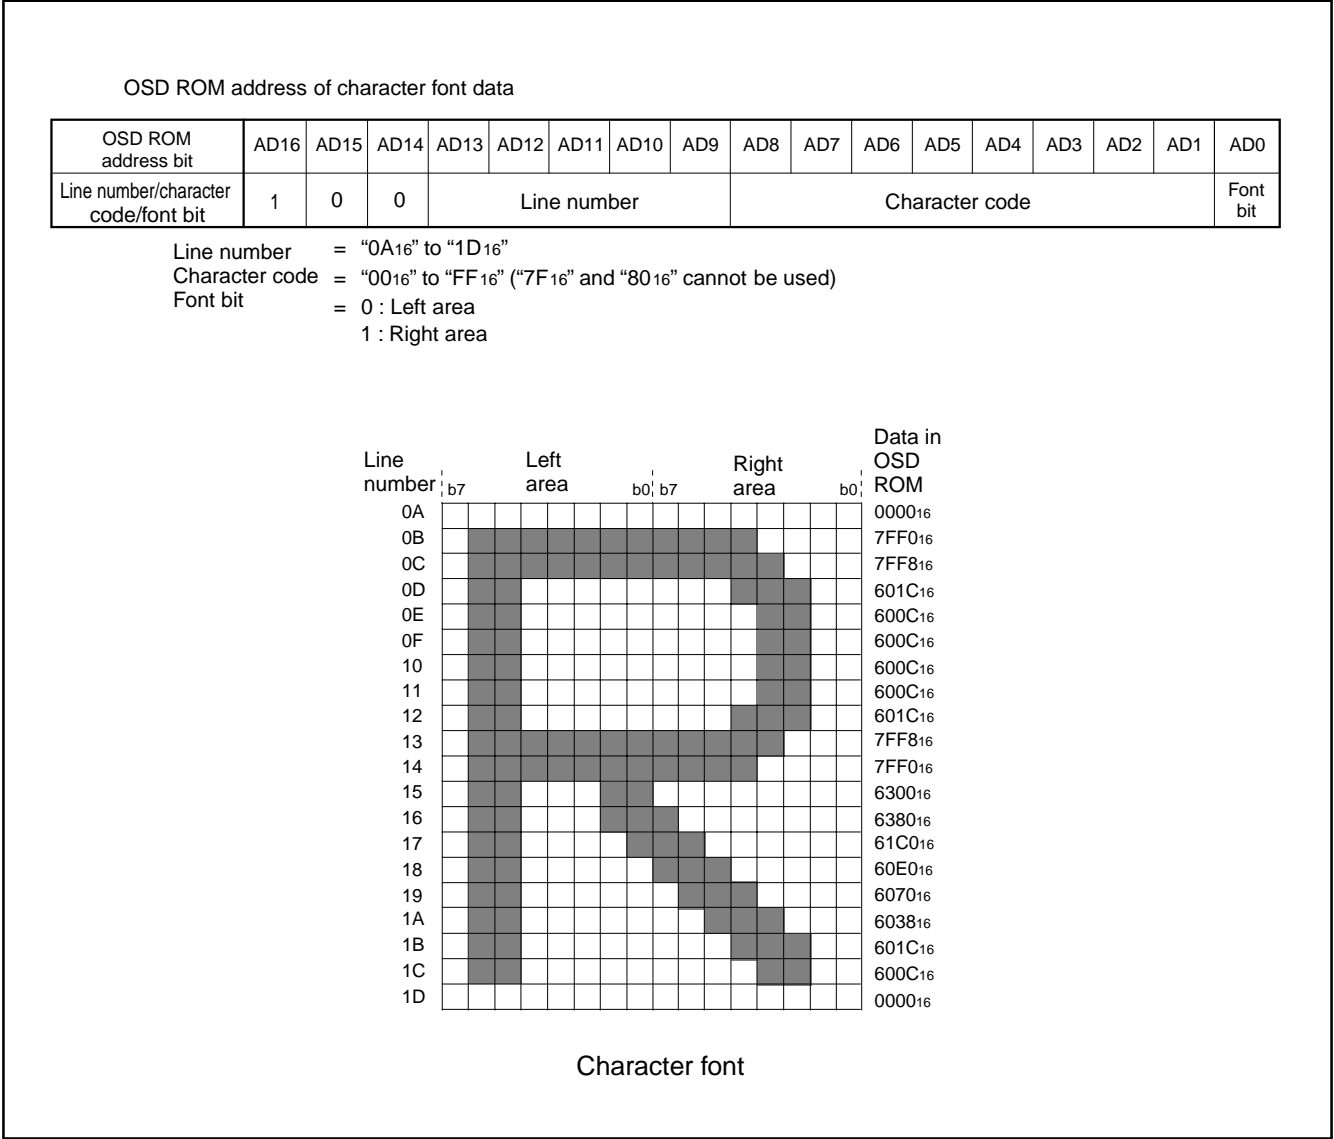 OSD ROM address of character font data
OSD ROM address bit AD16 AD15 AD14 AD13 AD12 AD11 AD10 AD9 AD8 AD7 AD6 AD5 AD4 AD3 AD2 AD1 AD0
Line number/character code/font bit 1 0 0 Line number Character code Font bit
Line number = “0A16” to “1D16”
Character code = “0016” to “FF16” (“7F16” and “8016” cannot be used)
Font bit = 0 : Left area
1 : Right area
Line number Left area Right area Data in OSD ROM
b7 b0 b7 b0
0A 000016
0B 7FF016
0C 7FF816
0D 601C16
0E 600C16
0F 600C16
10 600C16
11 600C16
12 601C16
13 7FF816
14 7FF016
15 630016
16 638016
17 61C016
18 60E016
19 607016
1A 603816
1B 601C16
1C 600C16
1D 000016
Character font